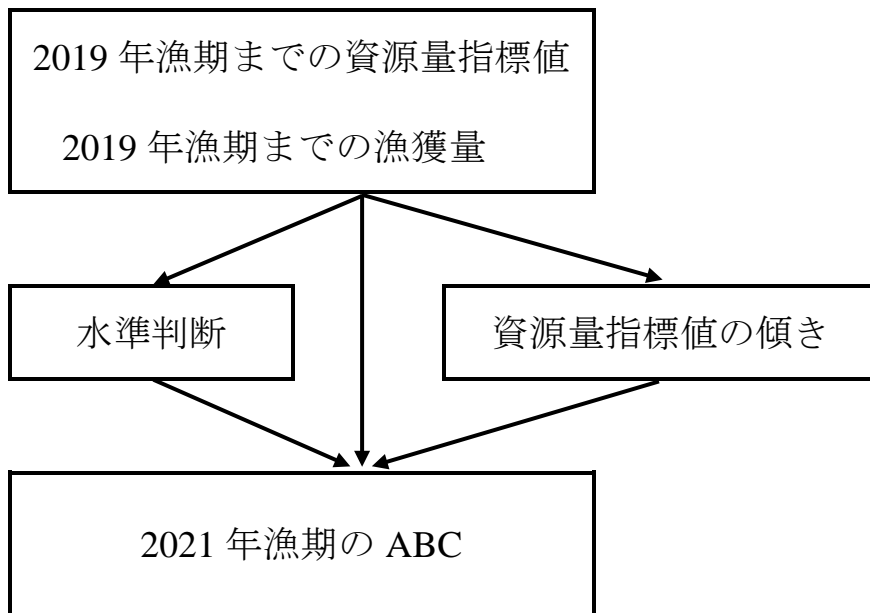 2019 年漁期までの資源量指標値
2019 年漁期までの漁獲量
水準判断
資源量指標値の傾き
2021 年漁期の ABC